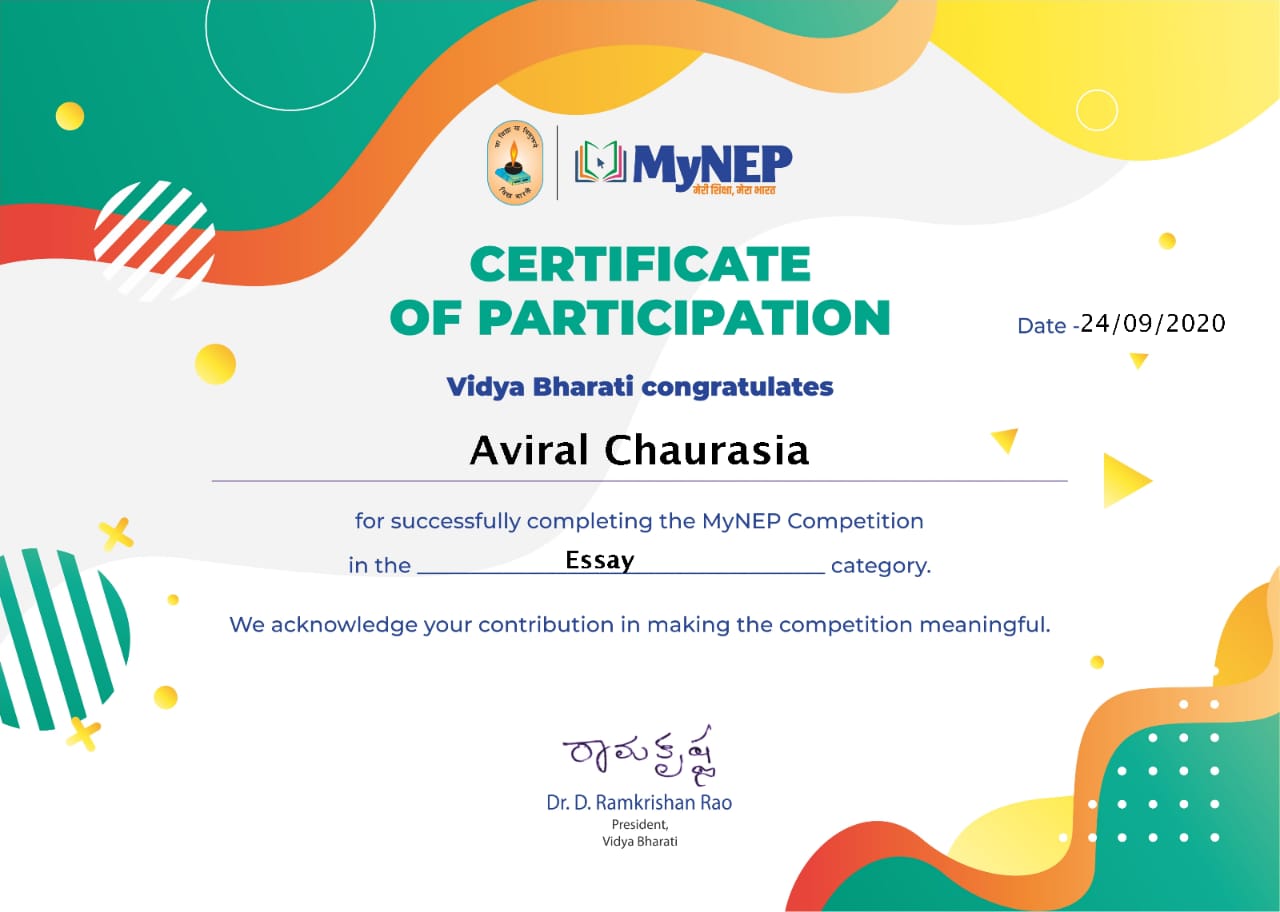 सा विद्या या विमुक्तये
विद्या भारती
MyNEP
मेरी शिक्षा, मेरा भारत
CERTIFICATE
OF PARTICIPATION
Date -24/09/2020
Vidya Bharati congratulates
Aviral Chaurasia
for successfully completing the MyNEP Competition
in the Essay category.
We acknowledge your contribution in making the competition meaningful.
రామకృష్ణ
Dr. D. Ramkrishan Rao
President,
Vidya Bharati